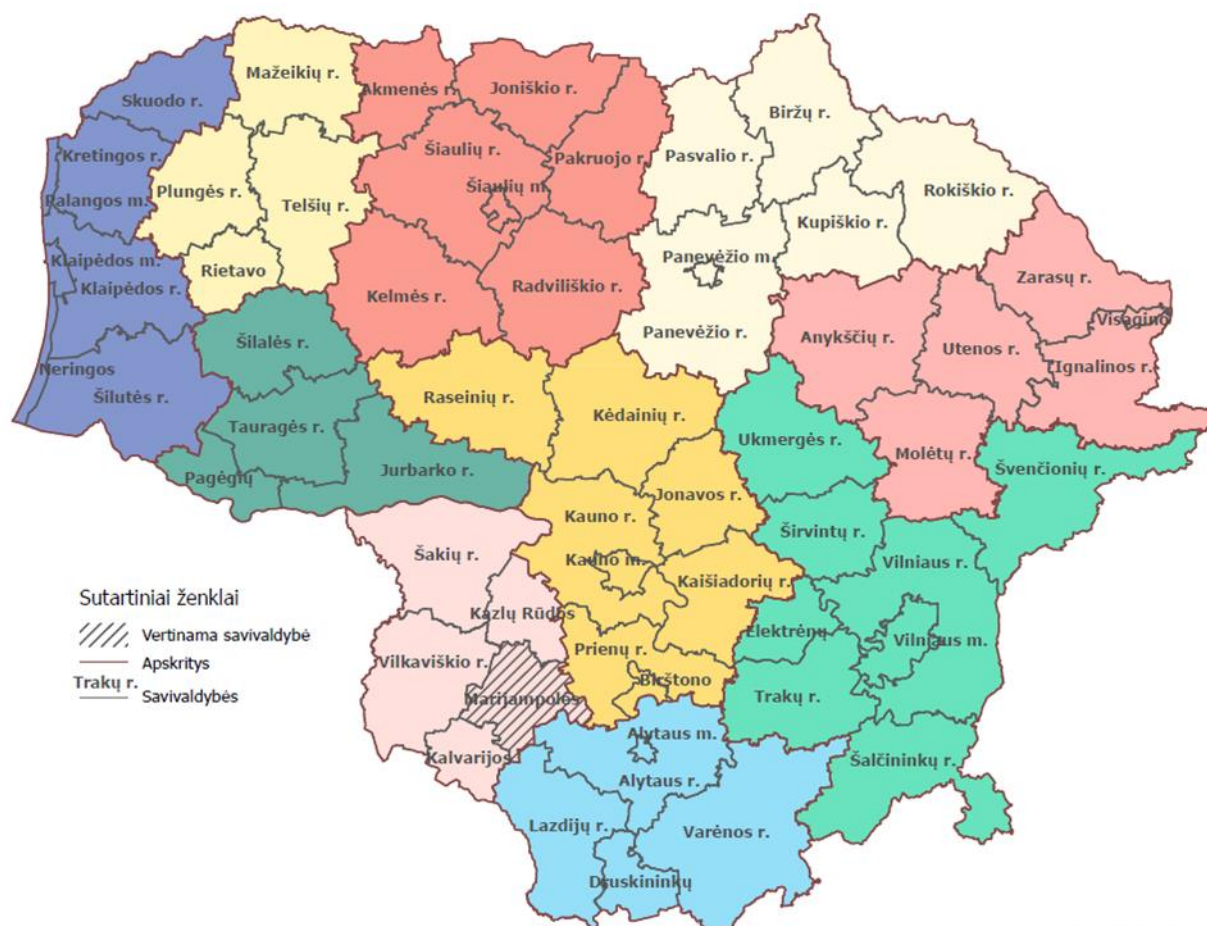 Mažeikių r.
Skuodo r.
Akmenės r.
Joniškio r.
Biržų r.
Kretingos r.
Šiaulių r.
Pakruojo r.
Pasvalio r.
Plungės r.
Šiaulių m.
Rokiškio r.
Palangos m.
Telšių r.
Kupiškio r.
Klaipėdos m.
Rietavo
Panevėžio m.
Zarasų r.
Klaipėdos r.
Kelmės r.
Radviliškio r.
Visagino
Šilalės r.
Panevėžio r.
Anykščių r.
Utenos r.
Ignalinos r.
Neringos
Šilutės r.
Raseinių r.
Kėdainių r.
Tauragės r.
Ukmergės r.
Molėtų r.
Švenčionių r.
Pagėgių
Jurbarko r.
Jonavos r.
Kauno r.
Širvintų r.
Šakių r.
Kauno m.
Kaišiadorių r.
Vilniaus r.
Kazlų Rūdos
Elektrėnų
Vilniaus m.
Vilkaviškio r.
Prienų r.
Birštono
Marijampolės
Trakų r.
Alytaus m.
Kalvarijos
Šalčininkų r.
Alytaus r.
Lazdijų r.
Varėnos r.
Druskininkų
Sutartiniai ženklai
Vertinama savivaldybė
Apskritys
Trakų r.
Savivaldybės